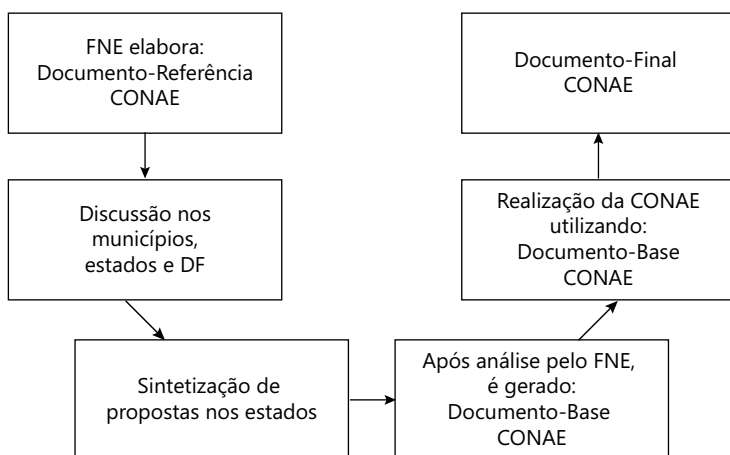 FNE elabora:
Documento-Referência
CONAE
Discussão nos
municípios,
estados e DF
Sintetização de
propostas nos estados
Após análise pelo FNE,
é gerado:
Documento-Base
CONAE
Realização da CONAE
utilizando:
Documento-Base
CONAE
Documento-Final
CONAE